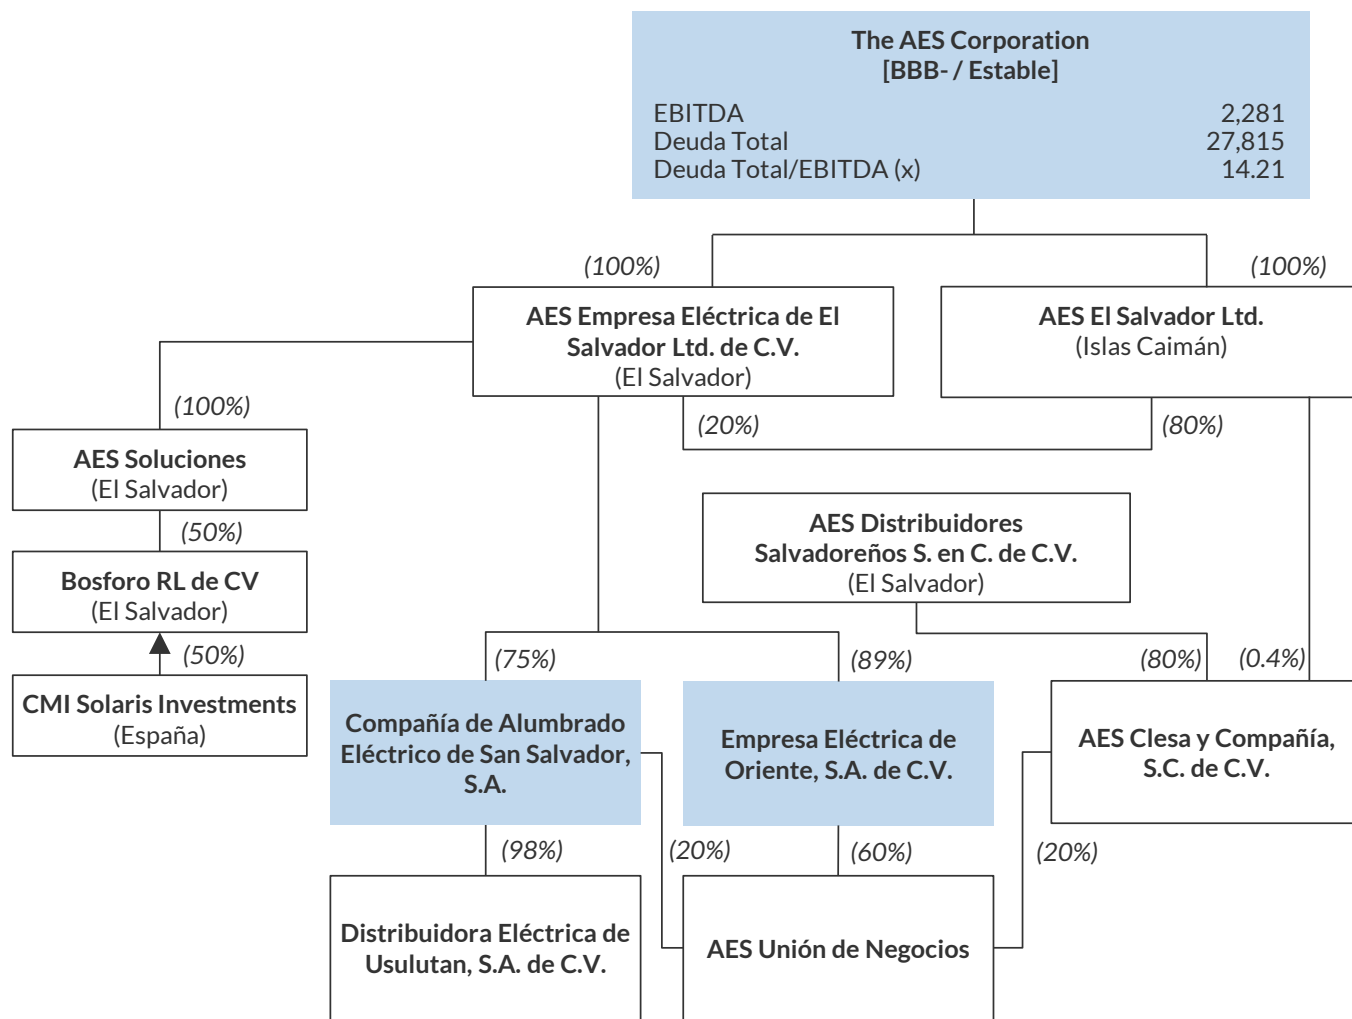 The AES Corporation
[BBB- / Estable]
EBITDA 2,281
Deuda Total 27,815
Deuda Total/EBITDA (x) 14.21
(100%) (100%)
AES Empresa Eléctrica de El
Salvador Ltd. de C.V.
(El Salvador)
AES El Salvador Ltd.
(Islas Caimán)
(100%)
(20%) (80%)
AES Soluciones
(El Salvador)
(50%)
AES Distribuidores
Salvadoreños S. en C. de C.V.
(El Salvador)
Bosforo RL de CV
(El Salvador)
(50%)
(75%) (89%) (80%) (0.4%)
CMI Solaris Investments
(España)
Compañía de Alumbrado
Eléctrico de San Salvador,
S.A.
Empresa Eléctrica de
Oriente, S.A. de C.V.
AES Clesa y Compañía,
S.C. de C.V.
(98%) (20%) (60%) (20%)
Distribuidora Eléctrica de
Usulutan, S.A. de C.V.
AES Unión de Negocios